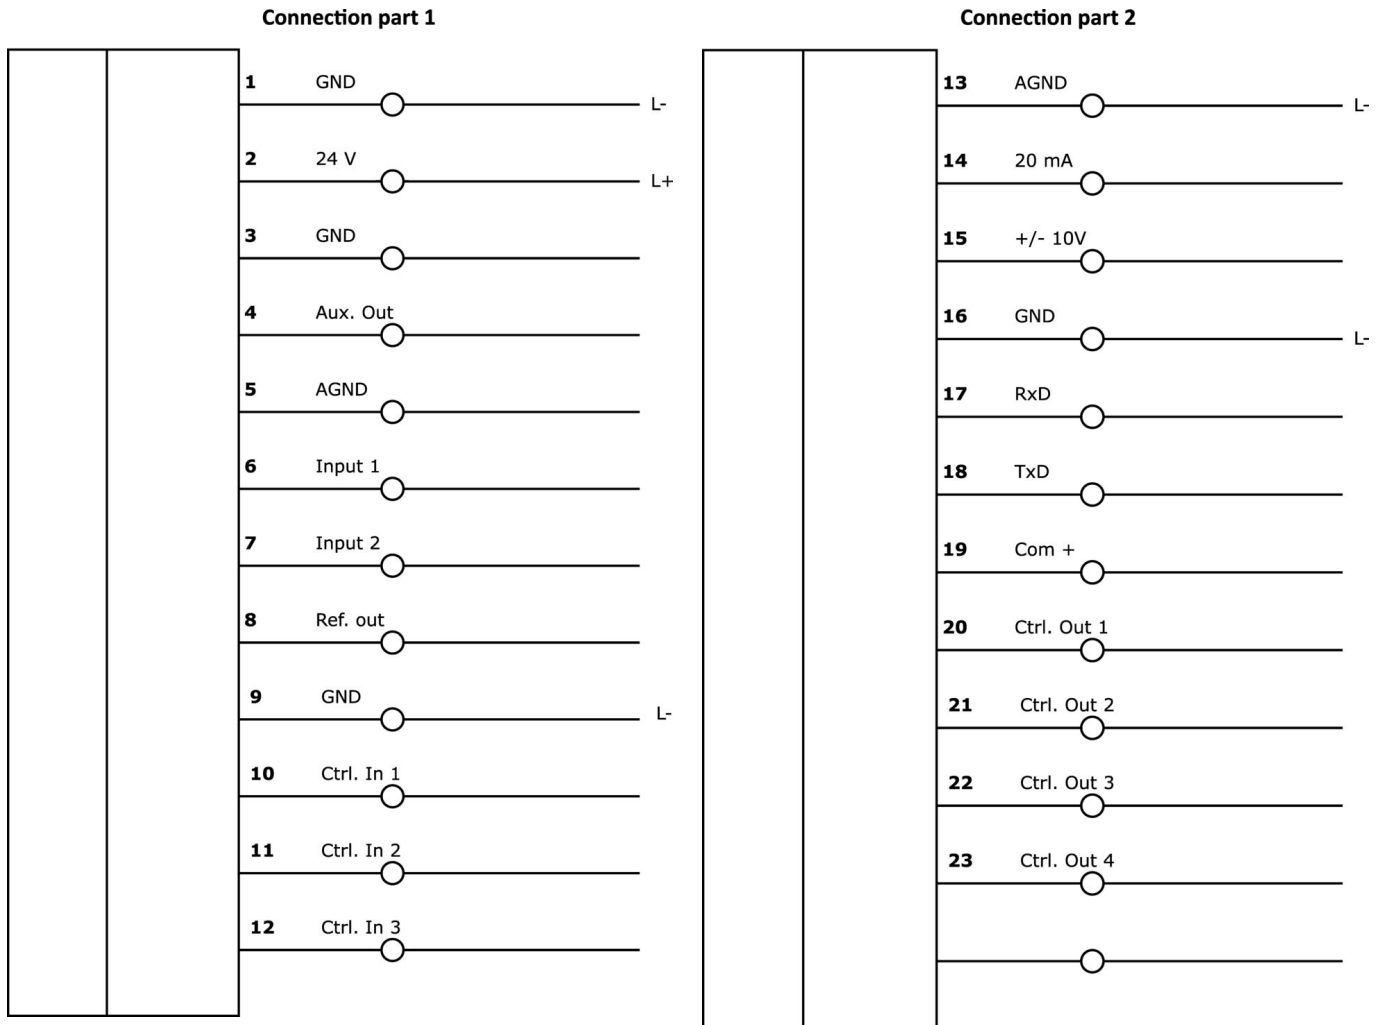 Connection part 1
1 GND
L-
2 24 V
L+
3 GND
4 Aux. Out
5 AGND
6 Input 1
7 Input 2
8 Ref. out
9 GND
L-
10 Ctrl. In 1
11 Ctrl. In 2
12 Ctrl. In 3
Connection part 2
13 AGND
L-
14 20 mA
15 +/- 10V
16 GND
L-
17 RxD
18 TxD
19 Com +
20 Ctrl. Out 1
21 Ctrl. Out 2
22 Ctrl. Out 3
23 Ctrl. Out 4